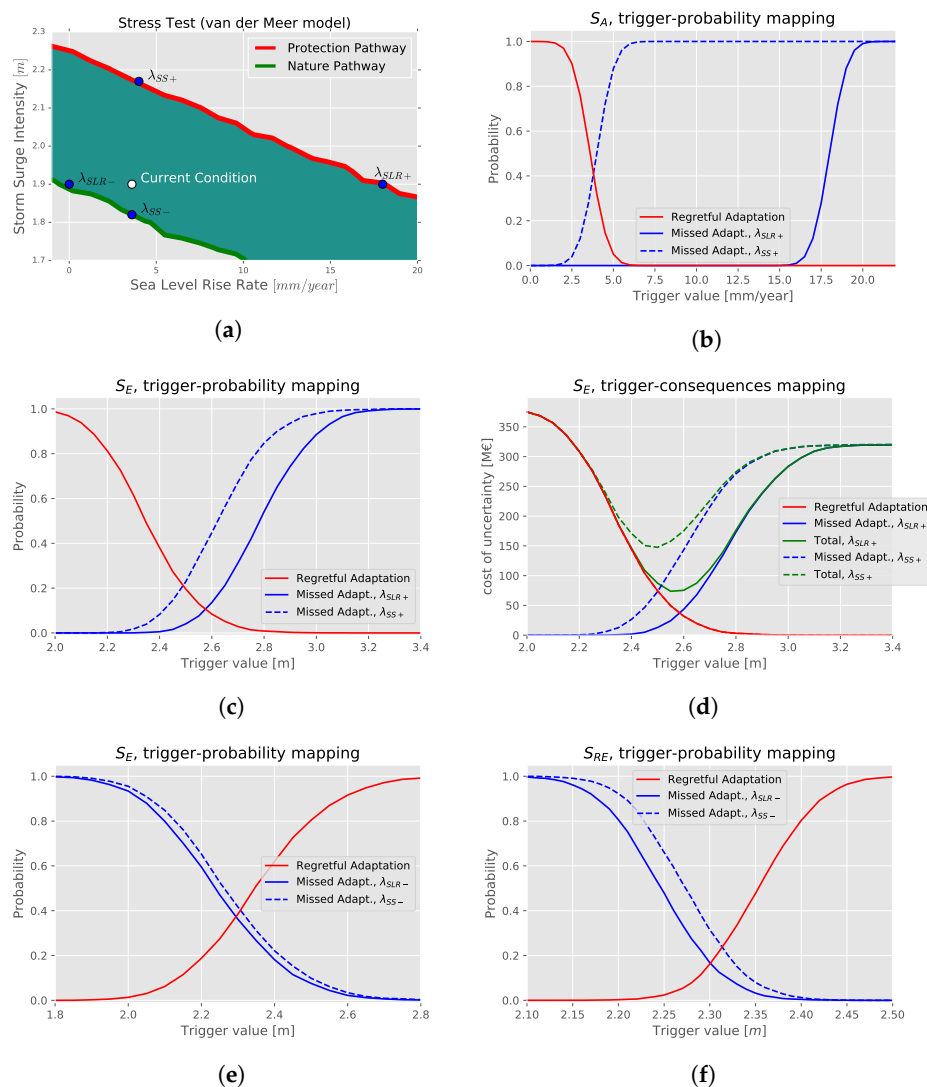 Stress Test (van der Meer model)
Storm Surge Intensity [m]
2.3
2.2
2.1
2.0
1.9
1.8
1.7
Protection Pathway
Nature Pathway
λSS+
λSLR−
Current Condition
λSLR+
λSS−
0 5 10 15 20
Sea Level Rise Rate [mm/year]
(a)
SA, trigger-probability mapping
Probability
1.0
0.8
0.6
0.4
0.2
0.0
Regretful Adaptation
Missed Adapt., λSLR+
Missed Adapt., λSS+
0.0 2.5 5.0 7.5 10.0 12.5 15.0 17.5 20.0
Trigger value [mm/year]
(b)
SE, trigger-probability mapping
Probability
1.0
0.8
0.6
0.4
0.2
0.0
Regretful Adaptation
Missed Adapt., λSLR+
Missed Adapt., λSS+
2.0 2.2 2.4 2.6 2.8 3.0 3.2 3.4
Trigger value [m]
(c)
SE, trigger-consequences mapping
cost of uncertainty [M€]
350
300
250
200
150
100
50
0
Regretful Adaptation
Missed Adapt., λSLR+
Total, λSLR+
Missed Adapt., λSS+
Total, λSS+
2.0 2.2 2.4 2.6 2.8 3.0 3.2 3.4
Trigger value [m]
(d)
SE, trigger-probability mapping
Probability
1.0
0.8
0.6
0.4
0.2
0.0
Regretful Adaptation
Missed Adapt., λSLR−
Missed Adapt., λSS−
1.8 2.0 2.2 2.4 2.6 2.8
Trigger value [m]
(e)
SRE, trigger-probability mapping
Probability
1.0
0.8
0.6
0.4
0.2
0.0
Regretful Adaptation
Missed Adapt., λSLR−
Missed Adapt., λSS−
2.10 2.15 2.20 2.25 2.30 2.35 2.40 2.45 2.50
Trigger value [m]
(f)